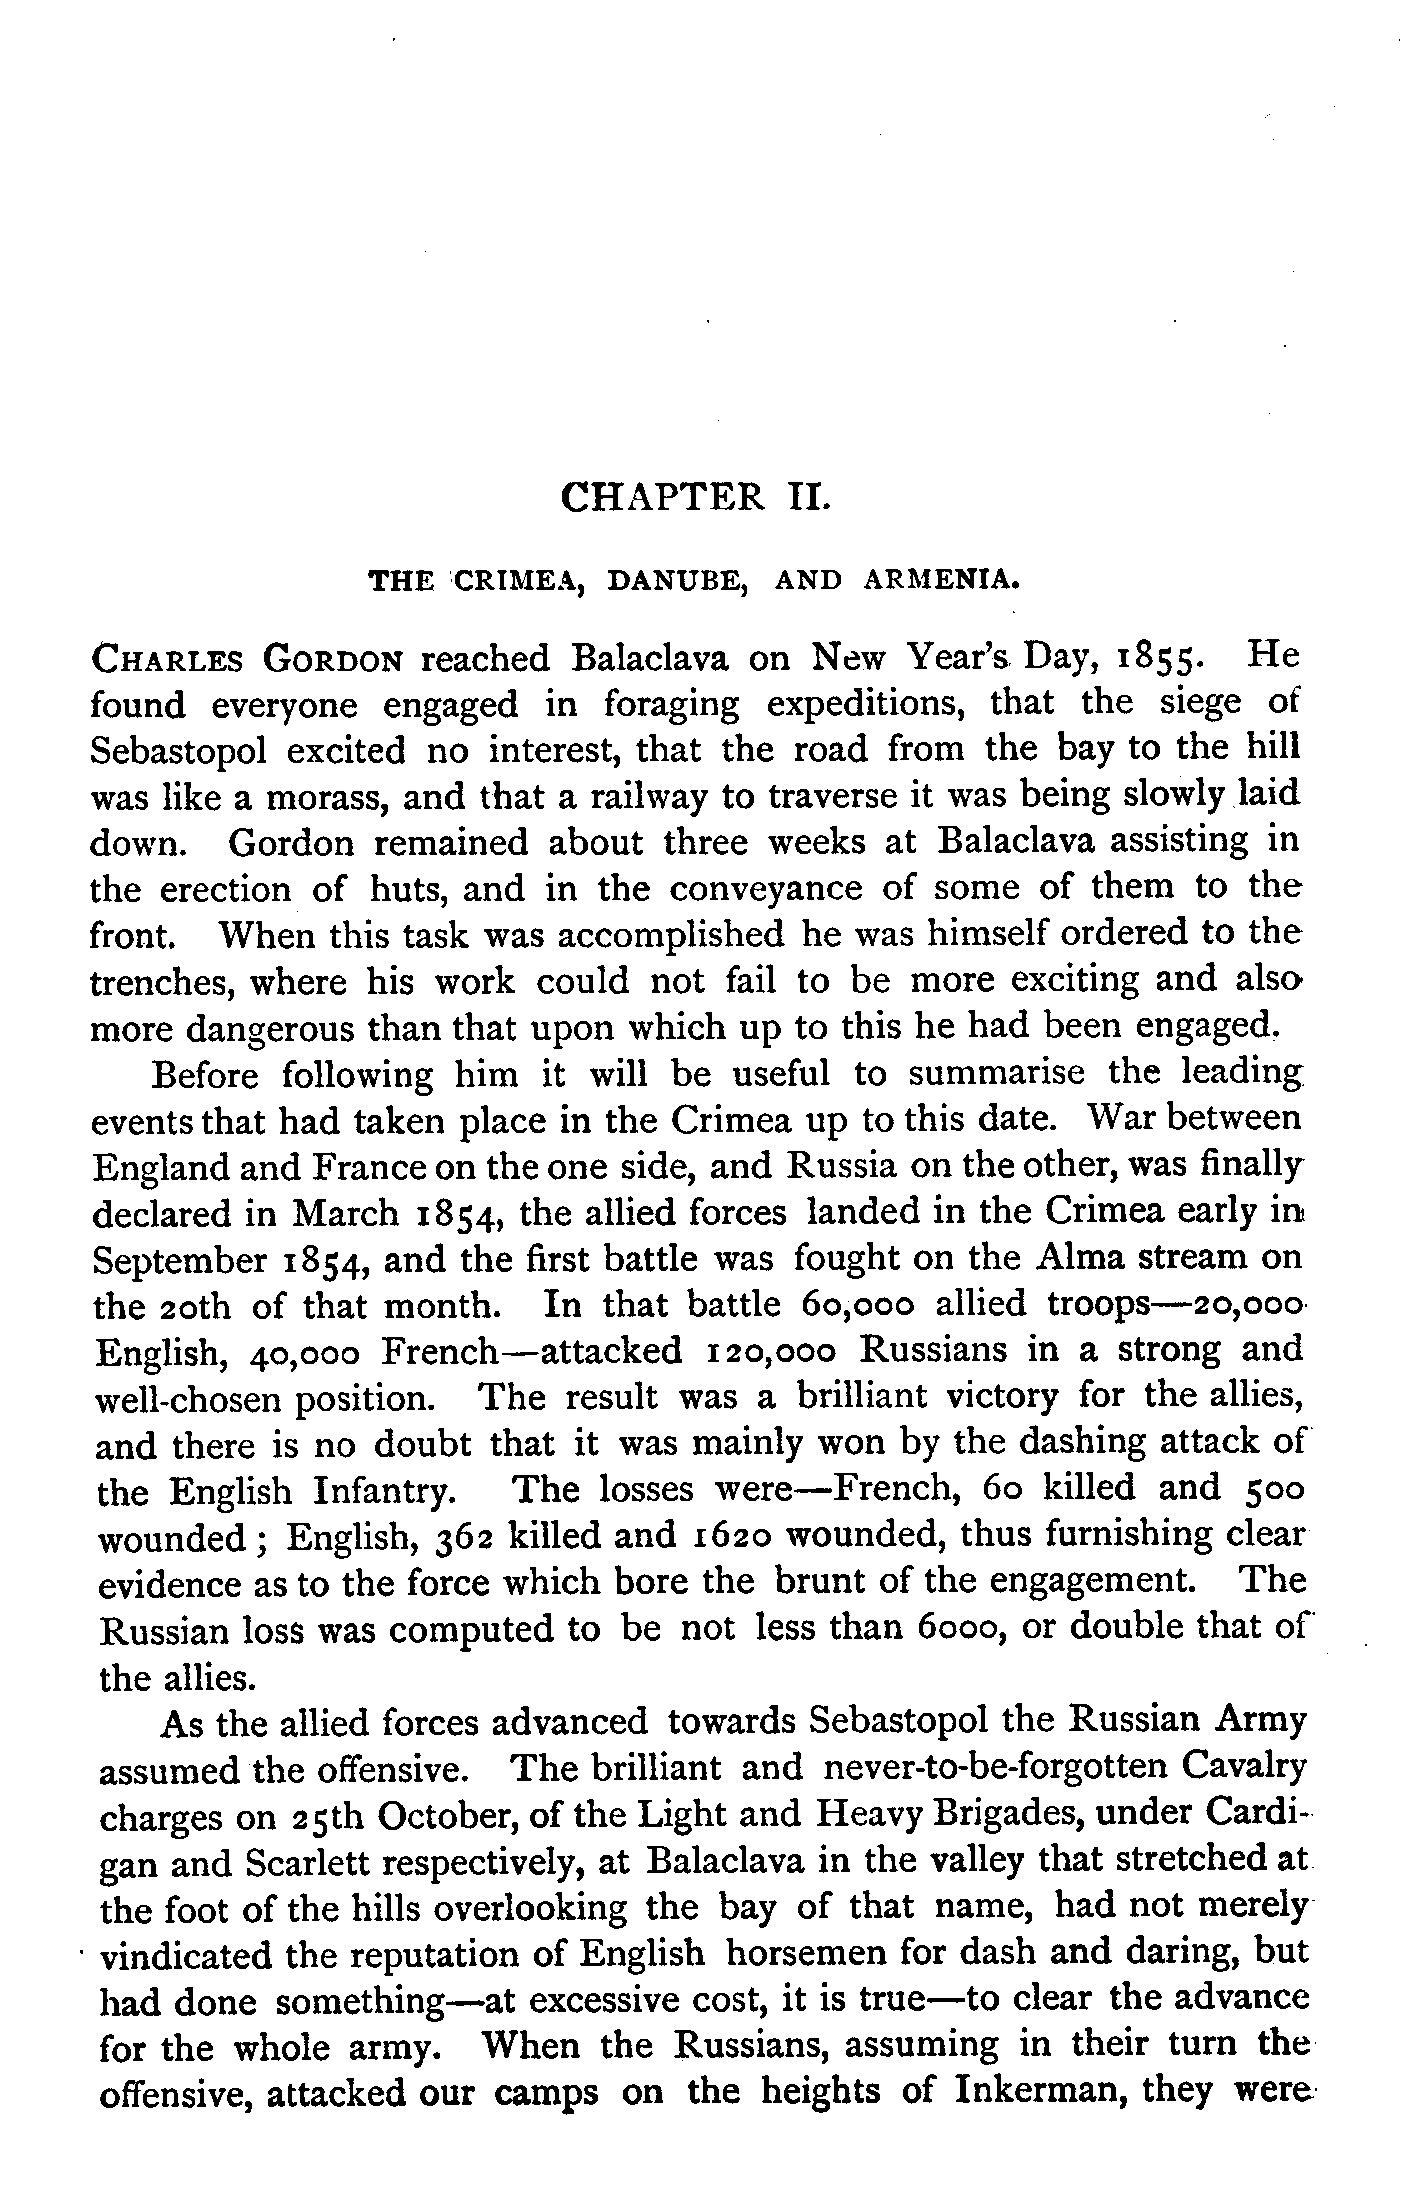 CHAPTER II.
THE CRIMEA, DANUBE, AND ARMENIA.
CHARLES GORDON reached Balaclava on New Year's Day, 1855. He
found everyone engaged in foraging expeditions, that the siege of
Sebastopol excited no interest, that the road from the bay to the hill
was like a morass, and that a railway to traverse it was being slowly laid
down. Gordon remained about three weeks at Balaclava assisting in
the erection of huts, and in the conveyance of some of them to the
front. When this task was accomplished he was himself ordered to the
trenches, where his work could not fail to be more exciting and also
more dangerous than that upon which up to this he had been engaged.
Before following him it will be useful to summarise the leading
events that had taken place in the Crimea up to this date. War between
England and France on the one side, and Russia on the other, was finally
declared in March 1854, the allied forces landed in the Crimea early in
September 1854, and the first battle was fought on the Alma stream on
the 20th of that month. In that battle 60,000 allied troops—20,000
English, 40,000 French—attacked 120,000 Russians in a strong and
well-chosen position. The result was a brilliant victory for the allies,
and there is no doubt that it was mainly won by the dashing attack of
the English Infantry. The losses were—French, 60 killed and 500
wounded; English, 362 killed and 1620 wounded, thus furnishing clear
evidence as to the force which bore the brunt of the engagement. The
Russian loss was computed to be not less than 6000, or double that of
the allies.
As the allied forces advanced towards Sebastopol the Russian Army
assumed the offensive. The brilliant and never-to-be-forgotten Cavalry
charges on 25th October, of the Light and Heavy Brigades, under Cardi-
gan and Scarlett respectively, at Balaclava in the valley that stretched at
the foot of the hills overlooking the bay of that name, had not merely
vindicated the reputation of English horsemen for dash and daring, but
had done something—at excessive cost, it is true—to clear the advance
for the whole army. When the Russians, assuming in their turn the
offensive, attacked our camps on the heights of Inkerman, they were